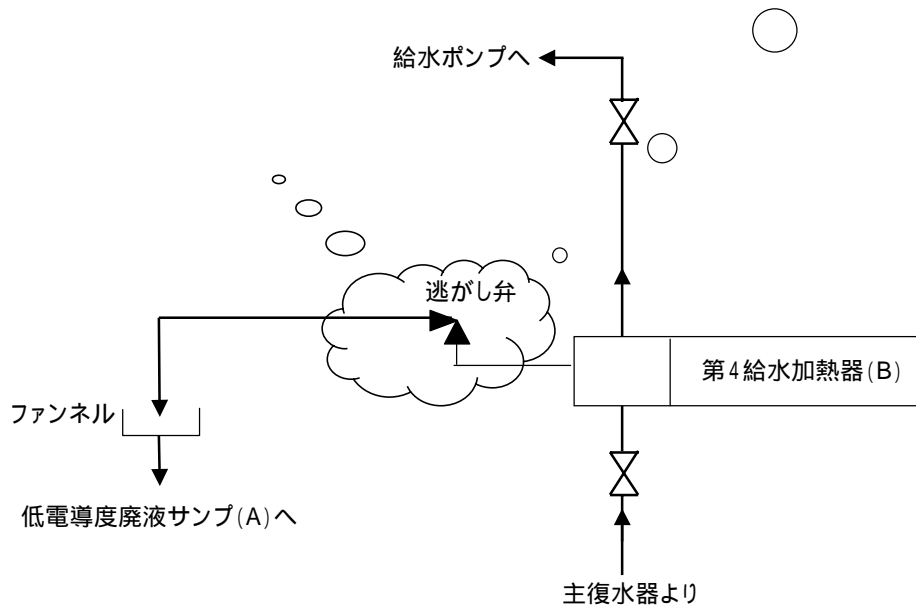 給水ポンプへ
逃がし弁
第4給水加熱器(B)
ファンネル
低電導度廃液サンプ(A)へ
主復水器より